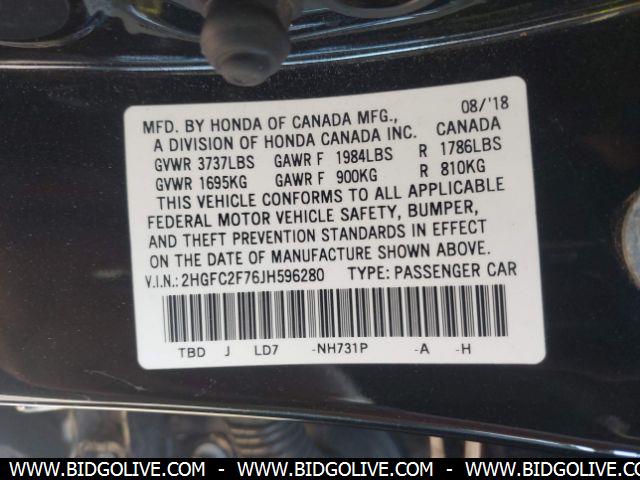 MFD. BY HONDA OF CANADA MFG., 08/'18
A DIVISION OF HONDA CANADA INC. CANADA
GVWR 3737LBS GAWR F 1984LBS R 1786LBS
GVWR 1695KG GAWR F 900KG R 810KG
THIS VEHICLE CONFORMS TO ALL APPLICABLE
FEDERAL MOTOR VEHICLE SAFETY, BUMPER,
AND THEFT PREVENTION STANDARDS IN EFFECT
ON THE DATE OF MANUFACTURE SHOWN ABOVE.
V.I.N.: 2HGFC2F76JH596280 TYPE: PASSENGER CAR
TBD J LD7 -NH731P -A -H
WWW.BIDGOLIVE.COM - WWW.BIDGOLIVE.COM - WWW.BIDGOLIVE.COM